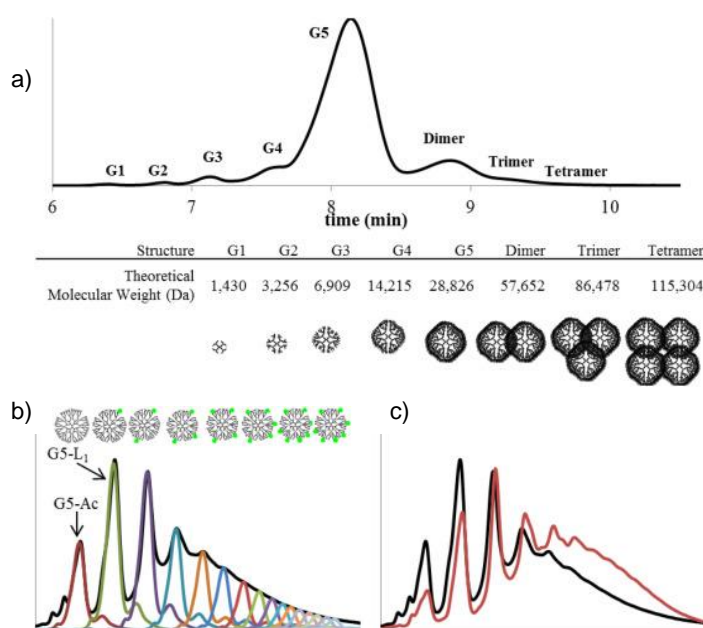 a)
G5
G1 G2 G3 G4 Dimer Trimer Tetramer
6 7 8 9 10
time (min)
Structure G1 G2 G3 G4 G5 Dimer Trimer Tetramer
Theoretical
Molecular Weight (Da) 1,430 3,256 6,909 14,215 28,826 57,652 86,478 115,304
b) c)
G5-L₁
G5-Ac